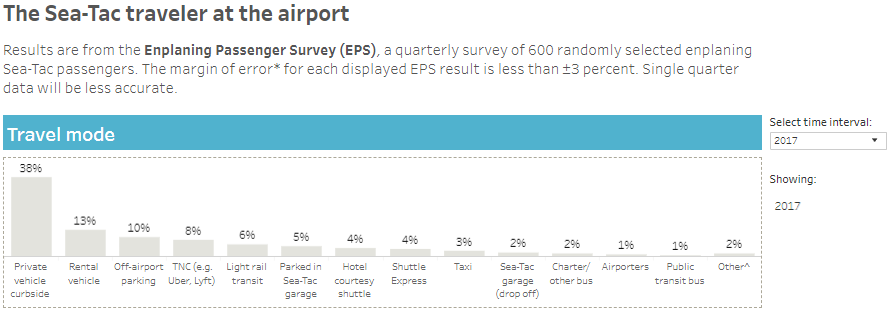 The Sea-Tac traveler at the airport
Results are from the Enplaning Passenger Survey (EPS), a quarterly survey of 600 randomly selected enplaning
Sea-Tac passengers. The margin of error* for each displayed EPS result is less than ±3 percent. Single quarter
data will be less accurate.
Select time interval:
Travel mode
2017
38%
13%
10%
8%
6%
5%
4%
4%
3%
2%
2%
1%
1%
2%
Showing:
2017
Private
vehicle
curbside
Rental
vehicle
Off-airport
parking
TNC (e.g.
Uber, Lyft)
Light rail
transit
Parked in
Sea-Tac
garage
Hotel
courtesy
shuttle
Shuttle
Express
Taxi
Sea-Tac
garage
(drop off)
Charter/
other bus
Airporters
Public
transit bus
Other^